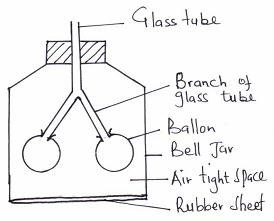 Glass tube
Branch of
glass tube
Ballon
Bell Jar
Air tight Space
Rubber sheet